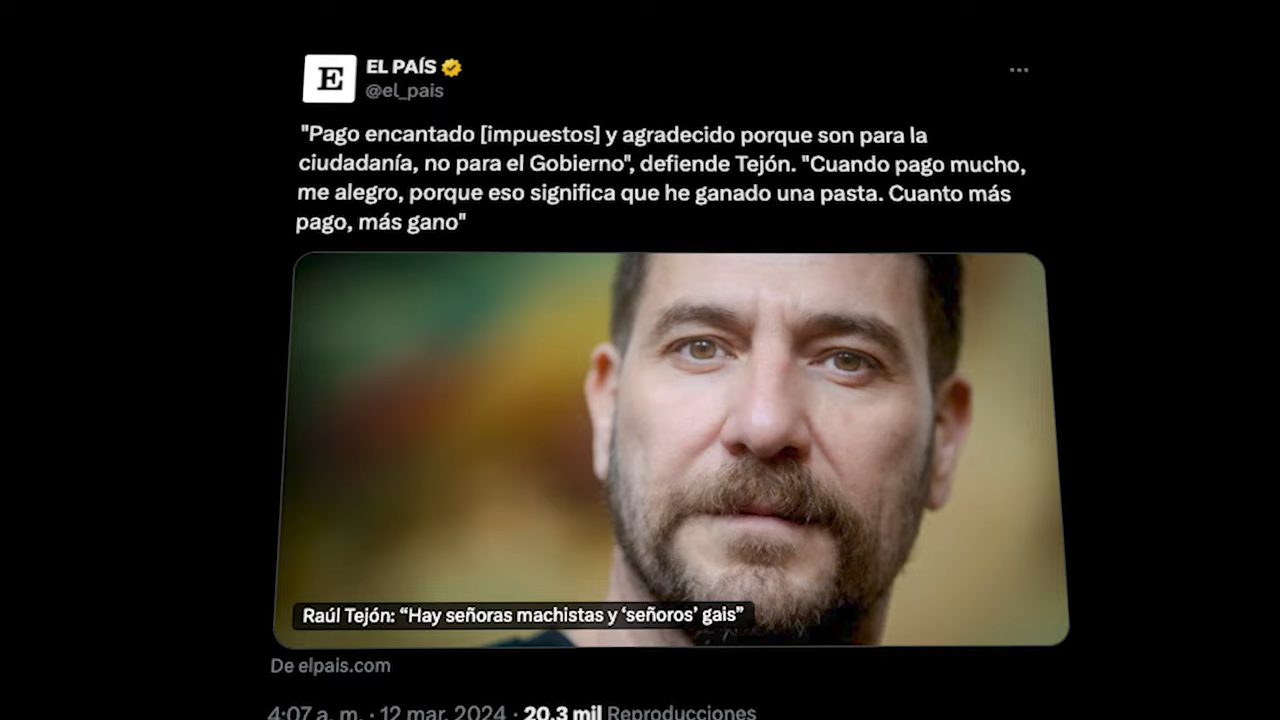 EL PAÍS
@el_pais
"Pago encantado [impuestos] y agradecido porque son para la
ciudadanía, no para el Gobierno", defiende Tejón. "Cuando pago mucho,
me alegro, porque eso significa que he ganado una pasta. Cuanto más
pago, más gano"
Raúl Tejón: “Hay señoras machistas y ‘señoros’ gais”
De elpais.com
4:07 a. m. · 12 mar. 2024 · 20,3 mil Reproducciones